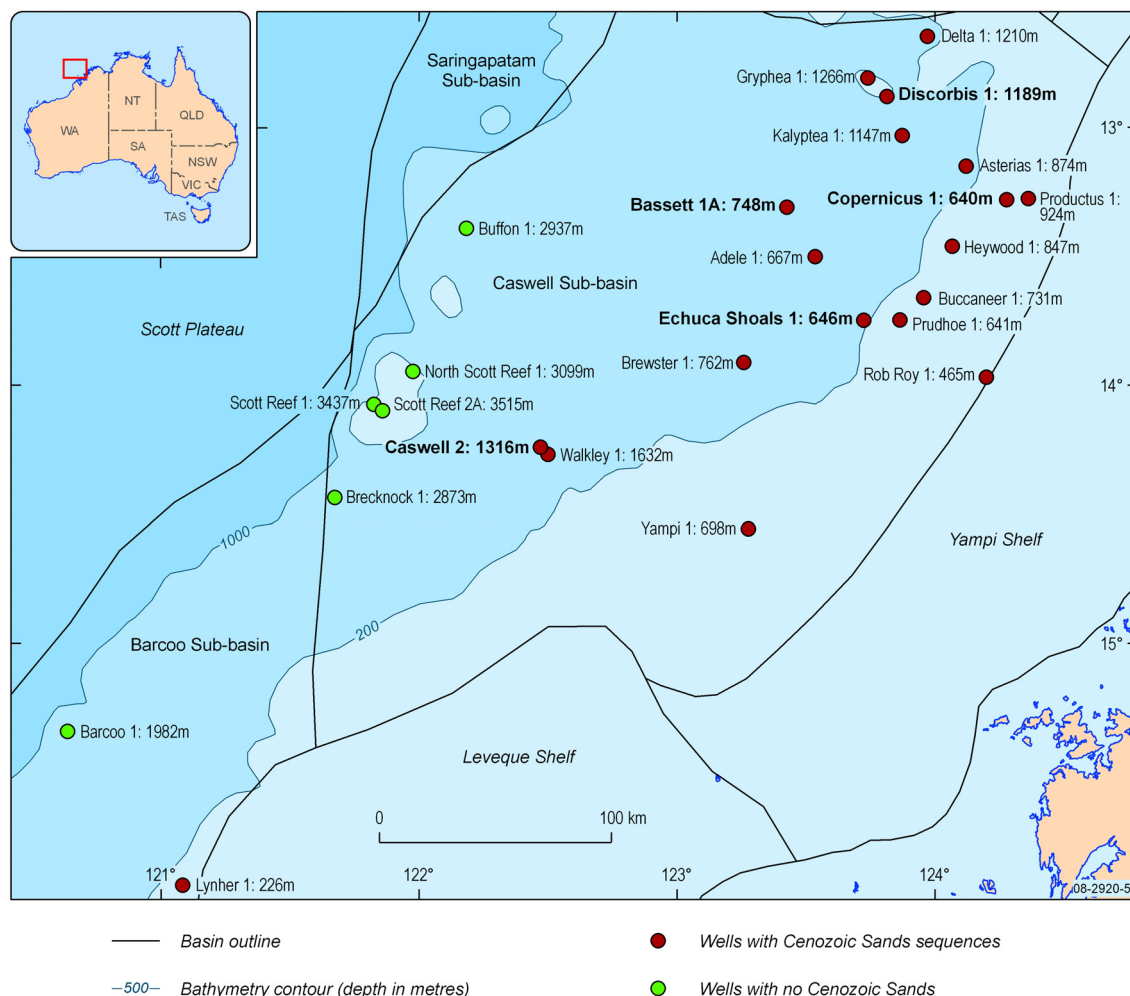 Saringapatam
Sub-basin
Delta 1: 1210m
Gryphea 1: 1266m
Discorbis 1: 1189m
NT
QLD
WA
SA
NSW
VIC
TAS
13°
Kalyptea 1: 1147m
Asterias 1: 874m
Bassett 1A: 748m
Copernicus 1: 640m
Productus 1:
924m
Buffon 1: 2937m
Heywood 1: 847m
Adele 1: 667m
Caswell Sub-basin
Buccaneer 1: 731m
Scott Plateau
Echuca Shoals 1: 646m
Prudhoe 1: 641m
Brewster 1: 762m
North Scott Reef 1: 3099m
Rob Roy 1: 465m
14°
Scott Reef 1: 3437m
Scott Reef 2A: 3515m
Caswell 2: 1316m
Walkley 1: 1632m
Brecknock 1: 2873m
Yampi 1: 698m
1000
Yampi Shelf
200
Barcoo Sub-basin
15°
Barcoo 1: 1982m
Leveque Shelf
0
100 km
Lynher 1: 226m
121°
122°
123°
124°
08-2920-5
Basin outline
Wells with Cenozoic Sands sequences
500
Bathymetry contour (depth in metres)
Wells with no Cenozoic Sands